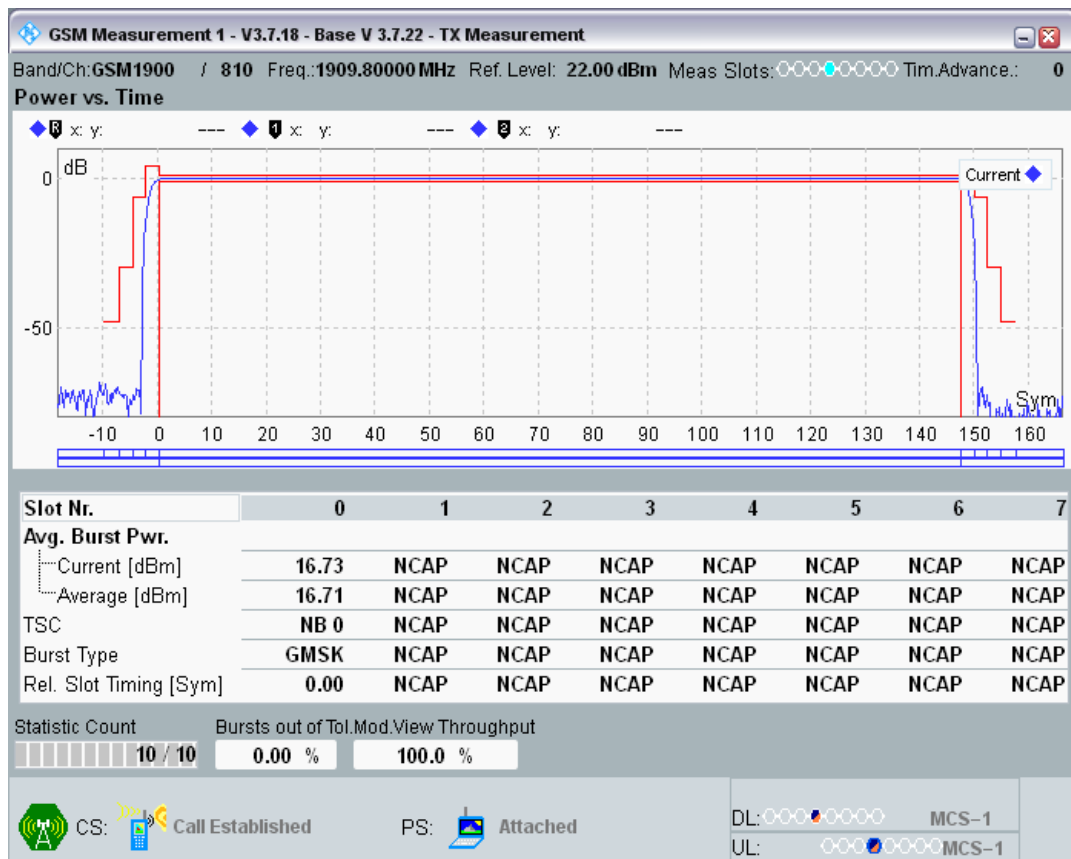 GSM Measurement 1 - V3.7.18 - Base V 3.7.22 - TX Measurement
Band/Ch:GSM1900 / 810 Freq.:1909.80000 MHz Ref. Level: 22.00 dBm Meas Slots: Tim.Advance.: 0
Power vs. Time
R x: y: --- 1 x: y: --- 2 x: y: ---
dB
Current
0
-50
Sym
-10 0 10 20 30 40 50 60 70 80 90 100 110 120 130 140 150 160
Slot Nr. 0 1 2 3 4 5 6 7
Avg. Burst Pwr.
Current [dBm] 16.73 NCAP NCAP NCAP NCAP NCAP NCAP NCAP
Average [dBm] 16.71 NCAP NCAP NCAP NCAP NCAP NCAP NCAP
TSC NB 0 NCAP NCAP NCAP NCAP NCAP NCAP NCAP
Burst Type GMSK NCAP NCAP NCAP NCAP NCAP NCAP NCAP
Rel. Slot Timing [Sym] 0.00 NCAP NCAP NCAP NCAP NCAP NCAP NCAP
Statistic Count Bursts out of Tol.Mod.View Throughput
10 / 10 0.00 % 100.0 %
CS: Call Established PS: Attached
DL: MCS-1
UL: MCS-1